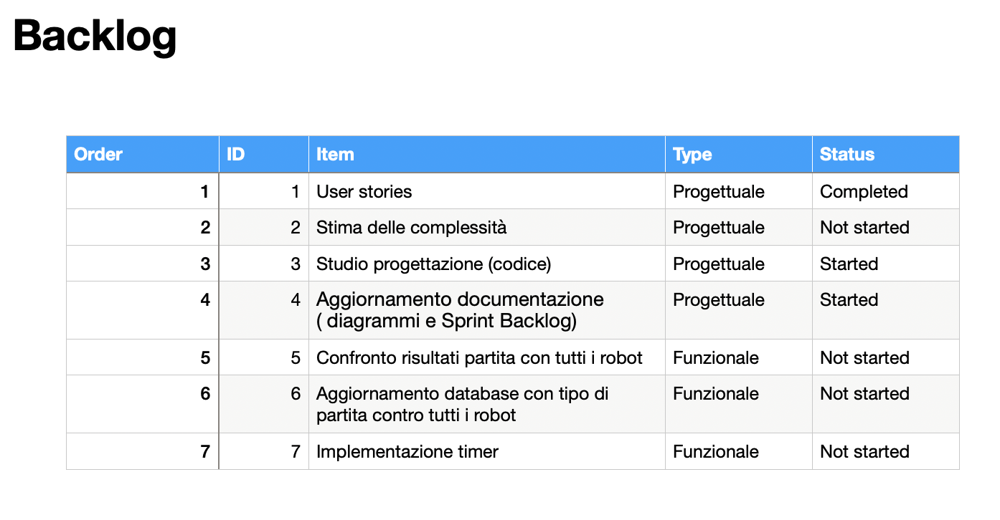 Backlog
Order ID Item Type Status
1 1 User stories Progettuale Completed
2 2 Stima delle complessità Progettuale Not started
3 3 Studio progettazione (codice) Progettuale Started
4 4 Aggiornamento documentazione Progettuale Started
( diagrammi e Sprint Backlog)
5 5 Confronto risultati partita con tutti i robot Funzionale Not started
6 6 Aggiornamento database con tipo di Funzionale Not started
partita contro tutti i robot
7 7 Implementazione timer Funzionale Not started